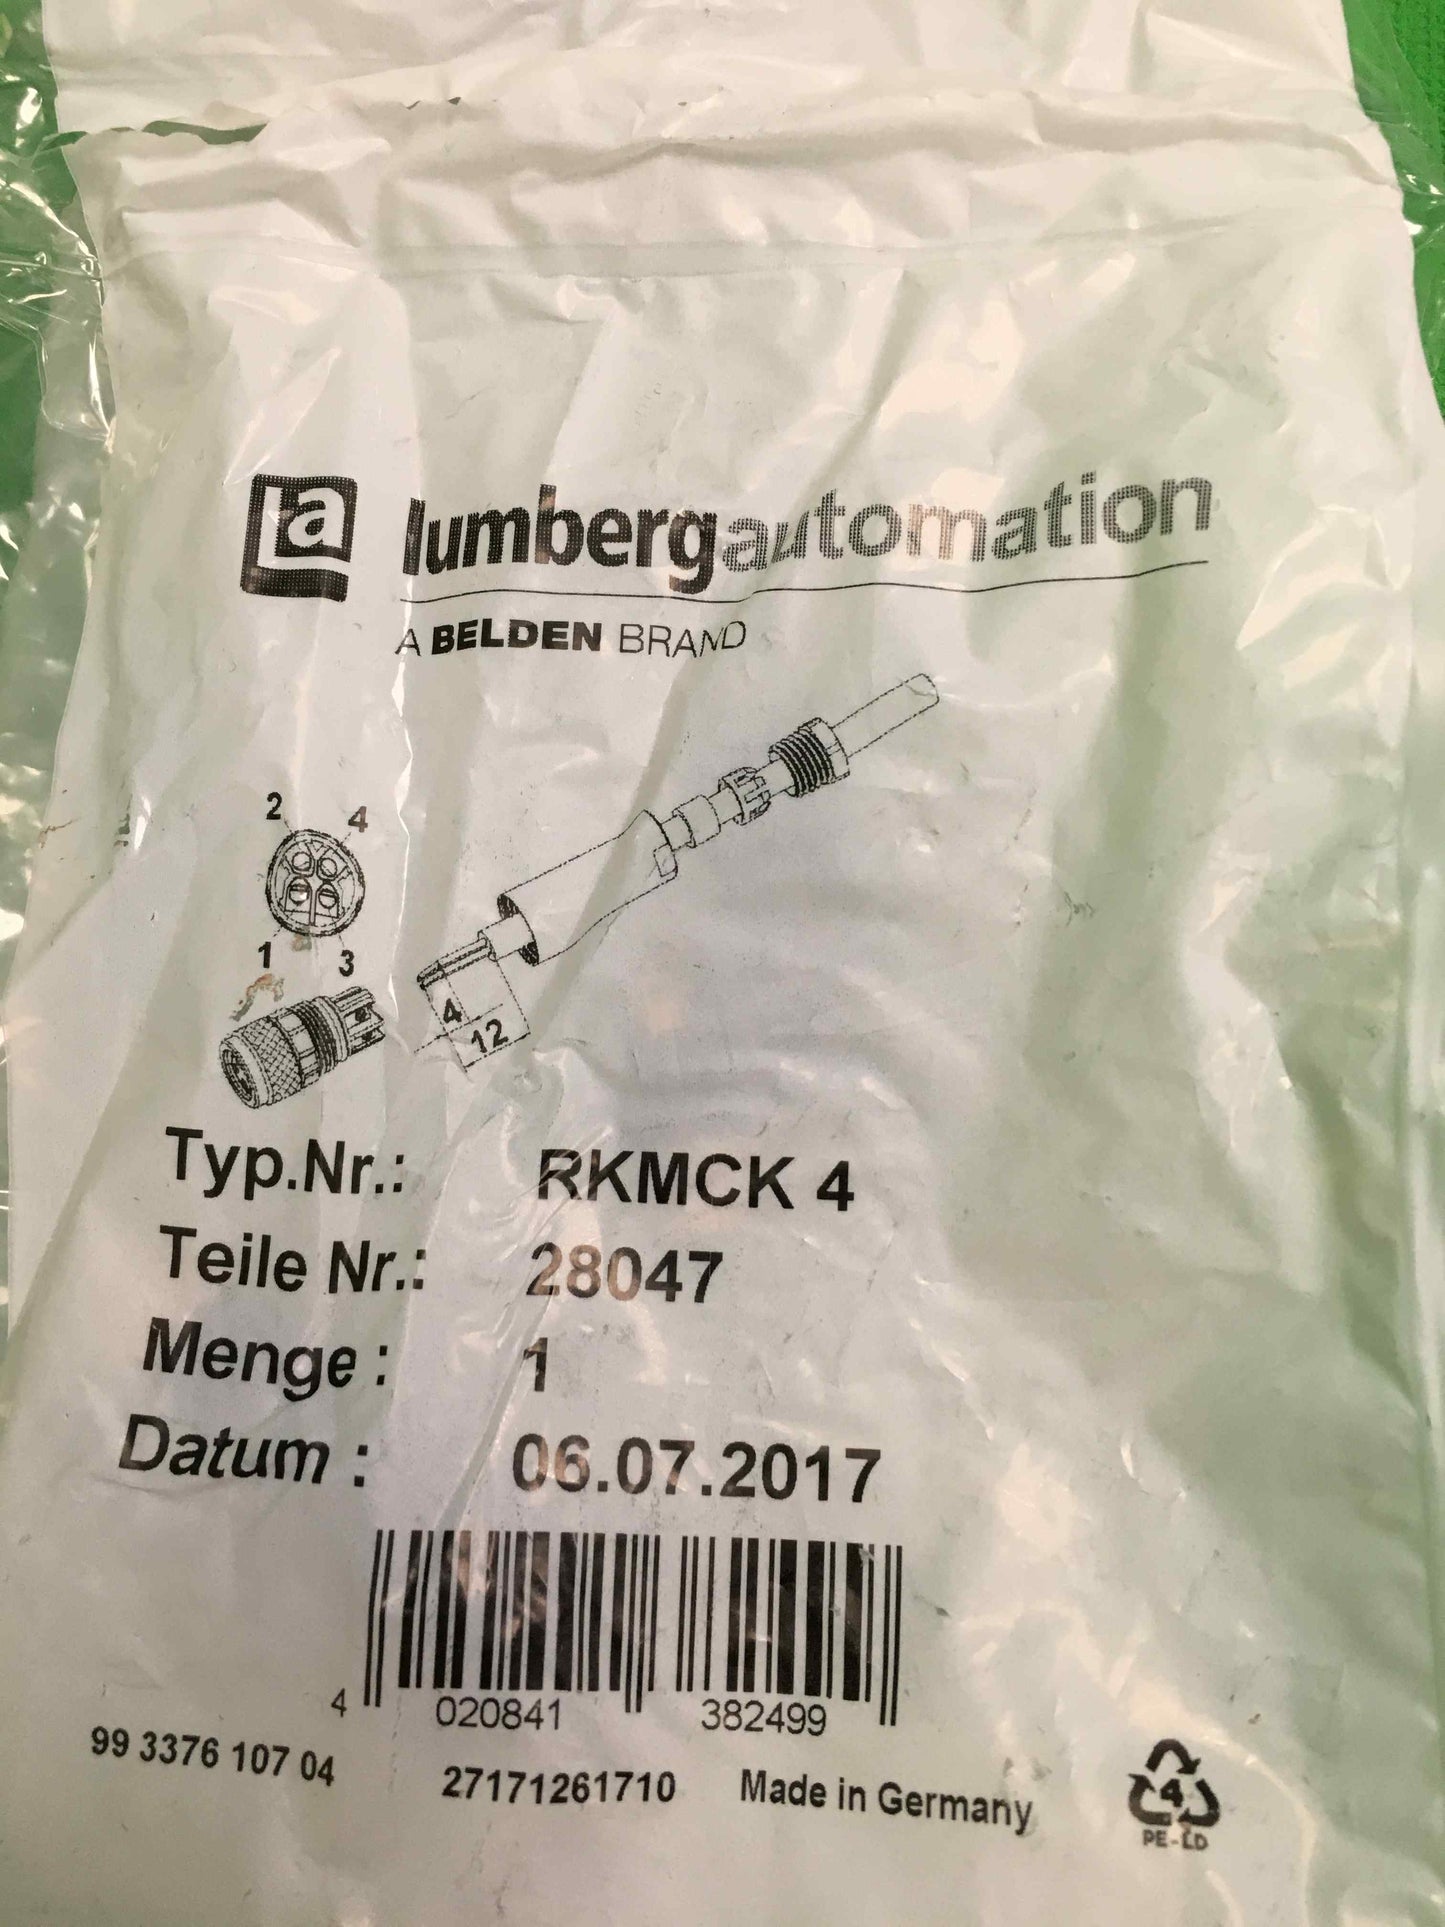 La lumbergautomation
A BELDEN BRAND
2 4
1 3
4
12
Typ.Nr.: RKMCK 4
Teile Nr.: 28047
Menge : 1
Datum : 06.07.2017
4 020841 382499
99 3376 107 04 27171261710 Made in Germany
4
PE-LD